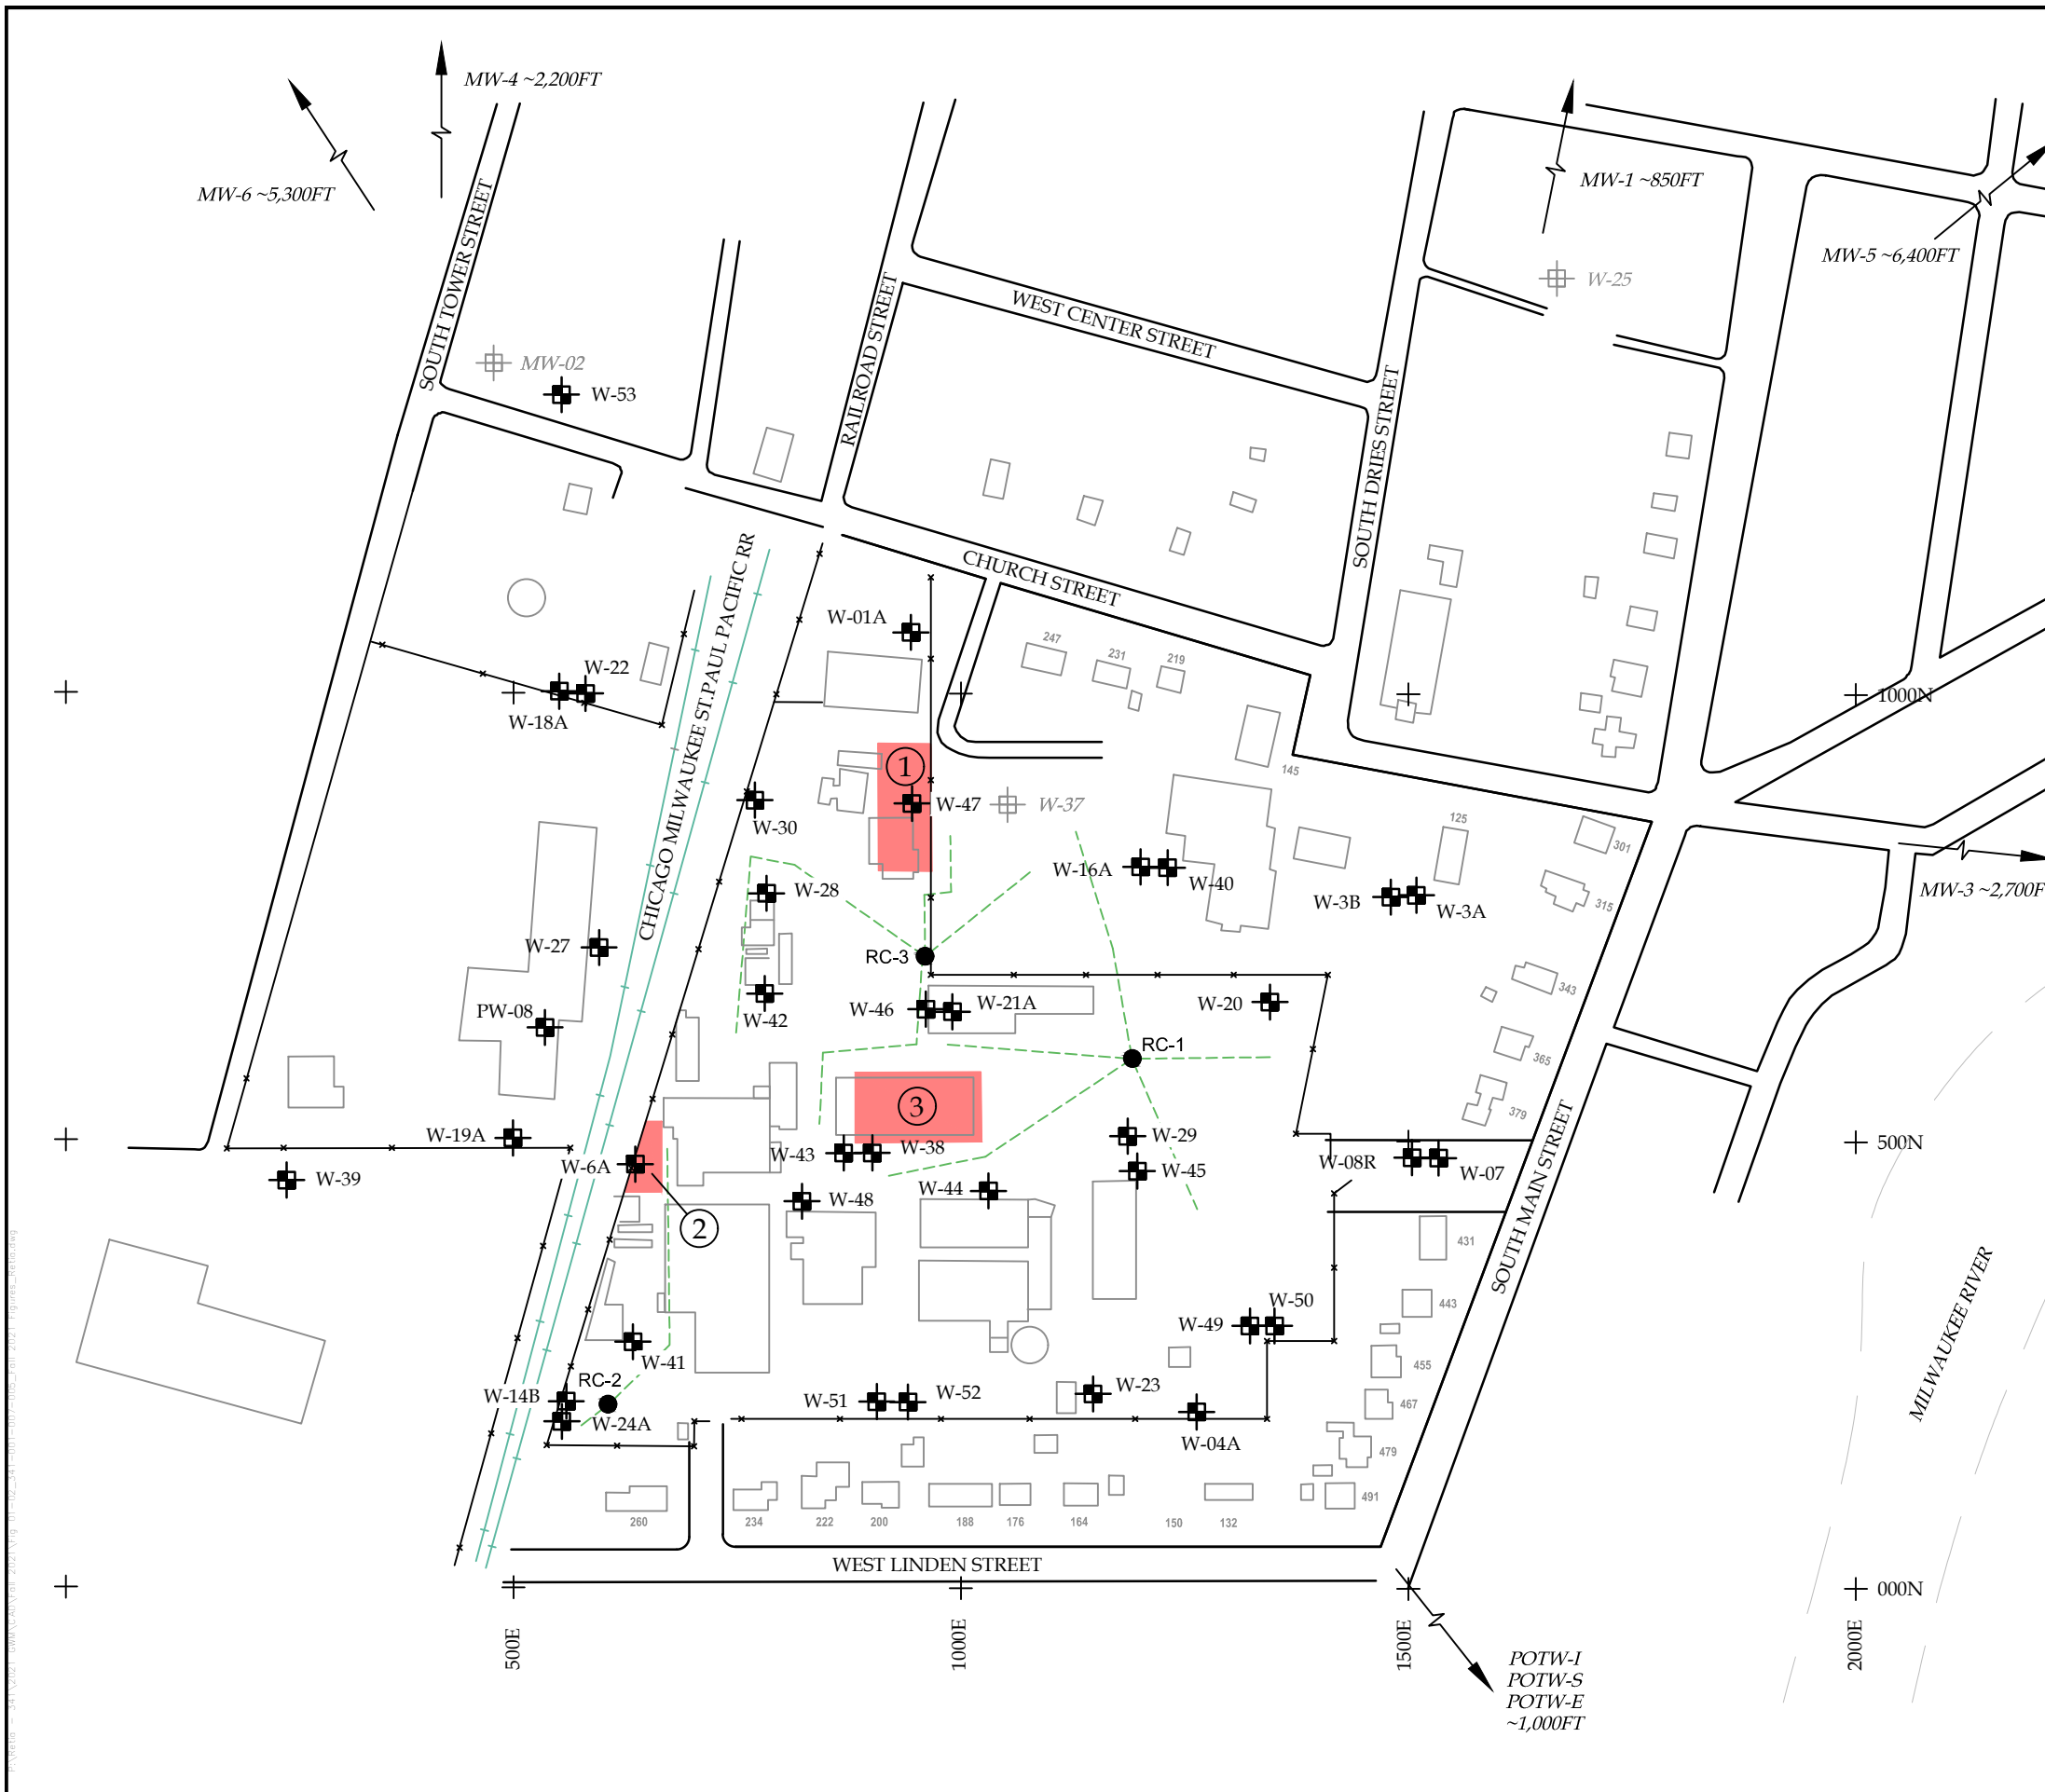 MW-4 ~2,200FT
MW-6 ~5,300FT
MW-1 ~850FT
MW-5 ~6,400FT
SOUTH TOWER STREET
RAILROAD STREET
WEST CENTER STREET
W-25
MW-02
W-53
SOUTH DRIES STREET
CHURCH STREET
CHICAGO MILWAUKEE ST.PAUL PACIFIC RR
W-01A
247
231
219
W-22
W-18A
1000N
145
1
W-47
W-37
W-30
125
301
W-16A
W-40
W-28
W-3B
W-3A
315
MW-3 ~2,700F
W-27
RC-3
343
PW-08
W-42
W-46
W-21A
W-20
RC-1
365
3
379
W-19A
W-29
500N
W-43
W-38
W-6A
W-08R
W-07
W-39
W-45
W-44
W-48
2
431
SOUTH MAIN STREET
MILWAUKEE RIVER
W-50
W-49
443
W-41
455
RC-2
W-14B
W-51
W-52
W-23
467
W-24A
W-04A
479
491
260
234
222
200
188
176
164
150
132
WEST LINDEN STREET
000N
500E
1000E
1500E
2000E
POTW-I
POTW-S
POTW-E
~1,000FT